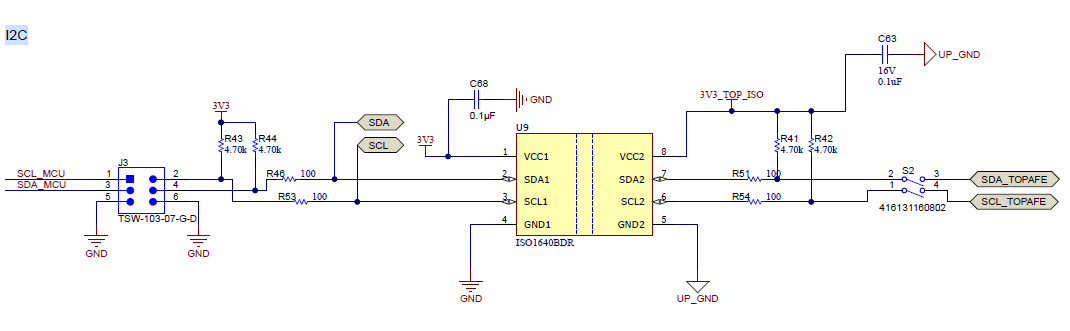 I2C
C63
UP_GND
16V
0.1uF
C68
GND
0.1µF
3V3_TOP_ISO
3V3
SDA
SCL
3V3
U9
R43
4.70k
R44
4.70k
R41
4.70k
R42
4.70k
J3
SCL_MCU
1
2
SDA_MCU
3
4
5
6
TSW-103-07-G-D
GND
GND
R46
100
R53
100
1
VCC1
VCC2
8
2
SDA1
SDA2
7
3
SCL1
SCL2
6
4
GND1
GND2
5
ISO1640BDR
GND
UP_GND
R51
100
R54
100
S2
2
3
1
4
416131160802
SDA_TOPAFE
SCL_TOPAFE